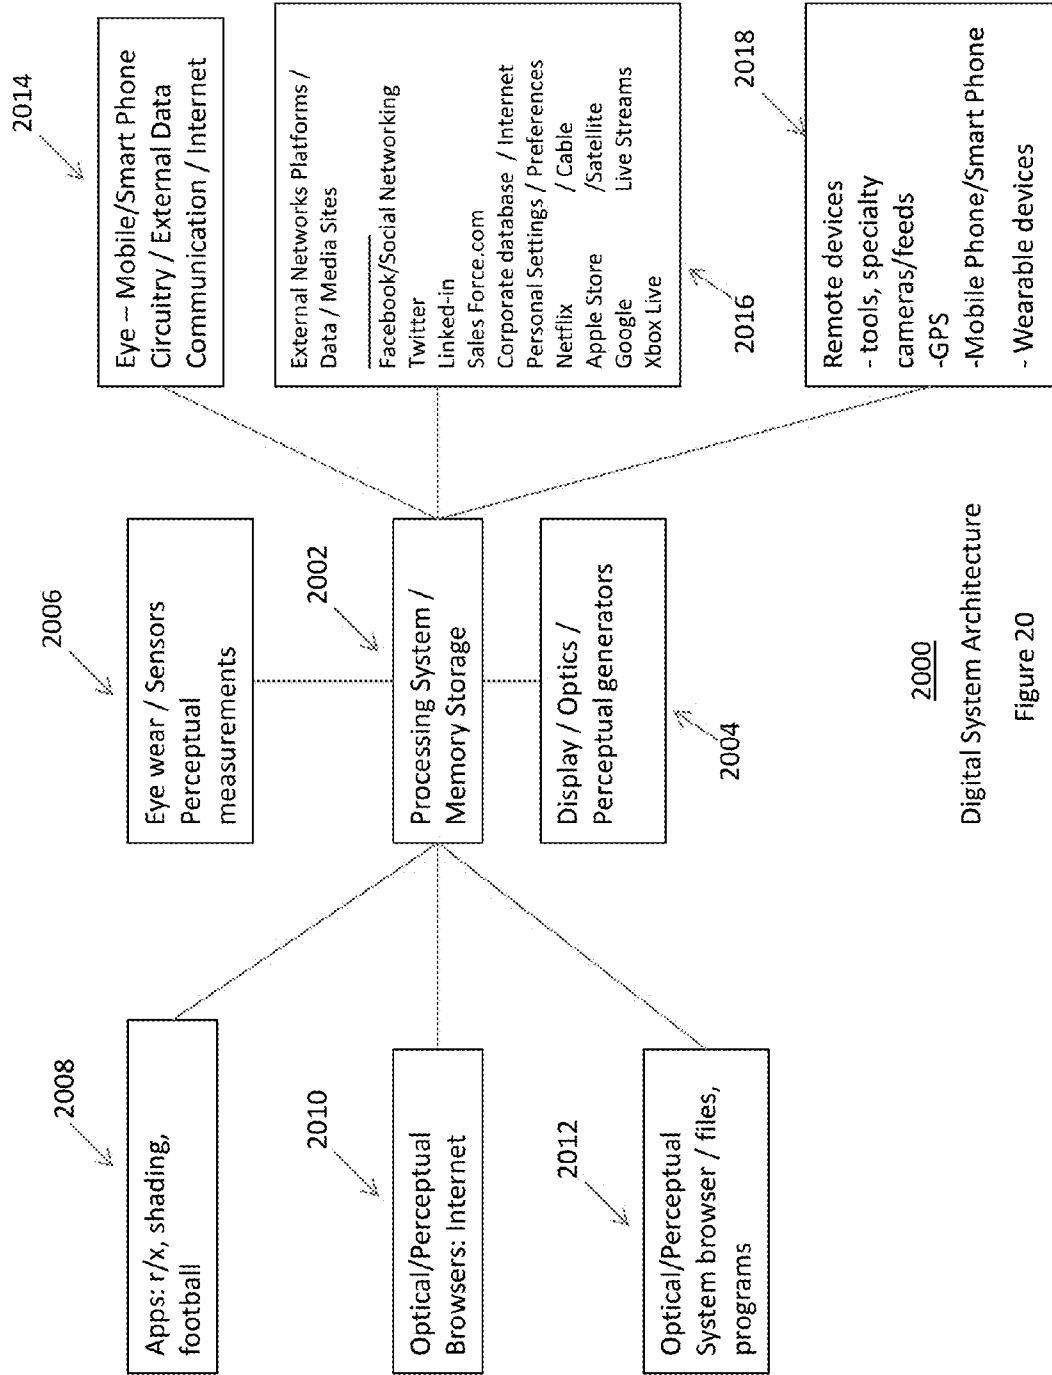 2008
Apps: r/x, shading,
football
2010
Optical/Perceptual
Browsers: Internet
2012
Optical/Perceptual
System browser / files,
programs
2006
Eye wear / Sensors
Perceptual
measurements
2002
Processing System /
Memory Storage
Display / Optics /
Perceptual generators
2004
2014
Eye – Mobile/Smart Phone
Circuitry / External Data
Communication / Internet
External Networks Platforms /
Data / Media Sites
Facebook/Social Networking
Twitter
Linked-in
Sales Force.com
Corporate database / Internet
Personal Settings / Preferences
Netflix / Cable
Apple Store /Satellite
Google Live Streams
Xbox Live
2016
2018
Remote devices
- tools, specialty
cameras/feeds
-GPS
-Mobile Phone/Smart Phone
- Wearable devices
2000
Digital System Architecture
Figure 20